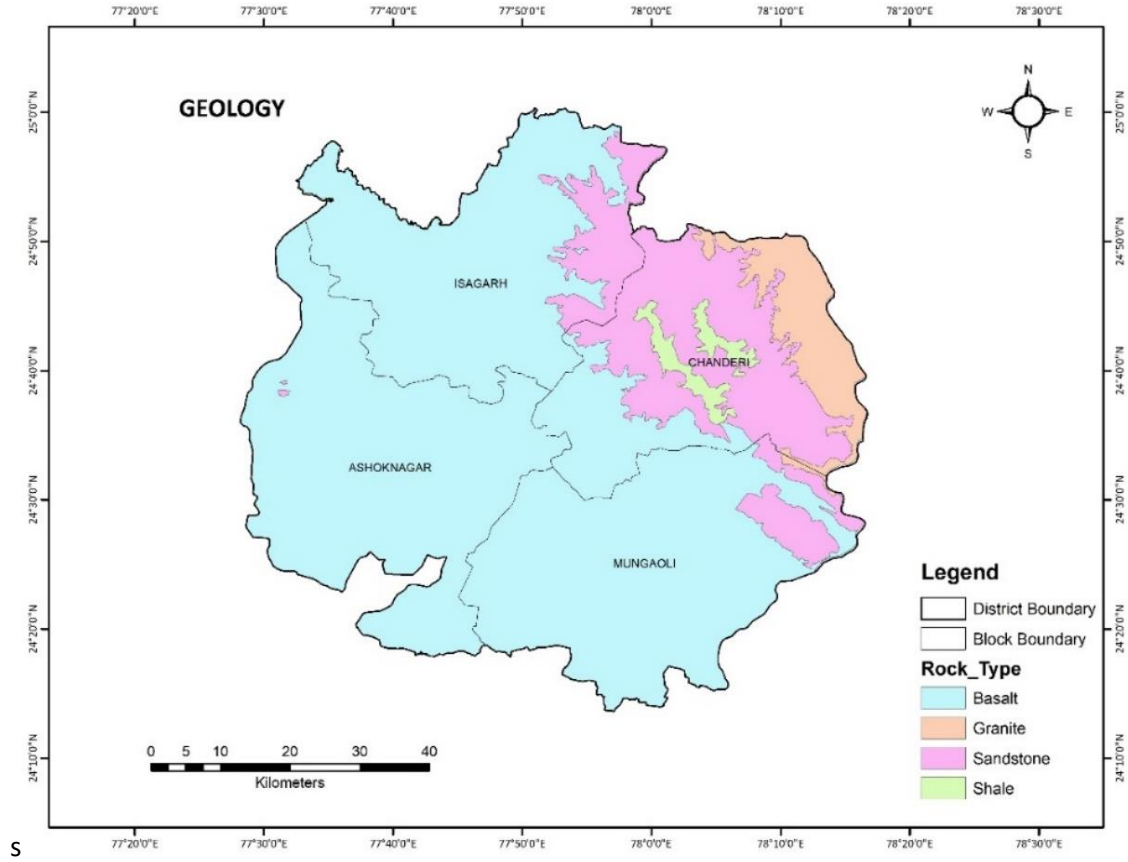 77°20'0"E 77°30'0"E 77°40'0"E 77°50'0"E 78°0'0"E 78°10'0"E 78°20'0"E 78°30'0"E
GEOLOGY
N
W E
S
25°0'0"N 25°0'0"N
24°50'0"N 24°50'0"N
ISAGARH
CHANDERI
24°40'0"N 24°40'0"N
ASHOKNAGAR
24°30'0"N 24°30'0"N
MUNGAOLI
Legend
District Boundary
24°20'0"N 24°20'0"N
Block Boundary
Rock_Type
Basalt
Granite
0 5 10 20 30 40
Kilometers
24°10'0"N 24°10'0"N
Sandstone
Shale
77°20'0"E 77°30'0"E 77°40'0"E 77°50'0"E 78°0'0"E 78°10'0"E 78°20'0"E 78°30'0"E
s